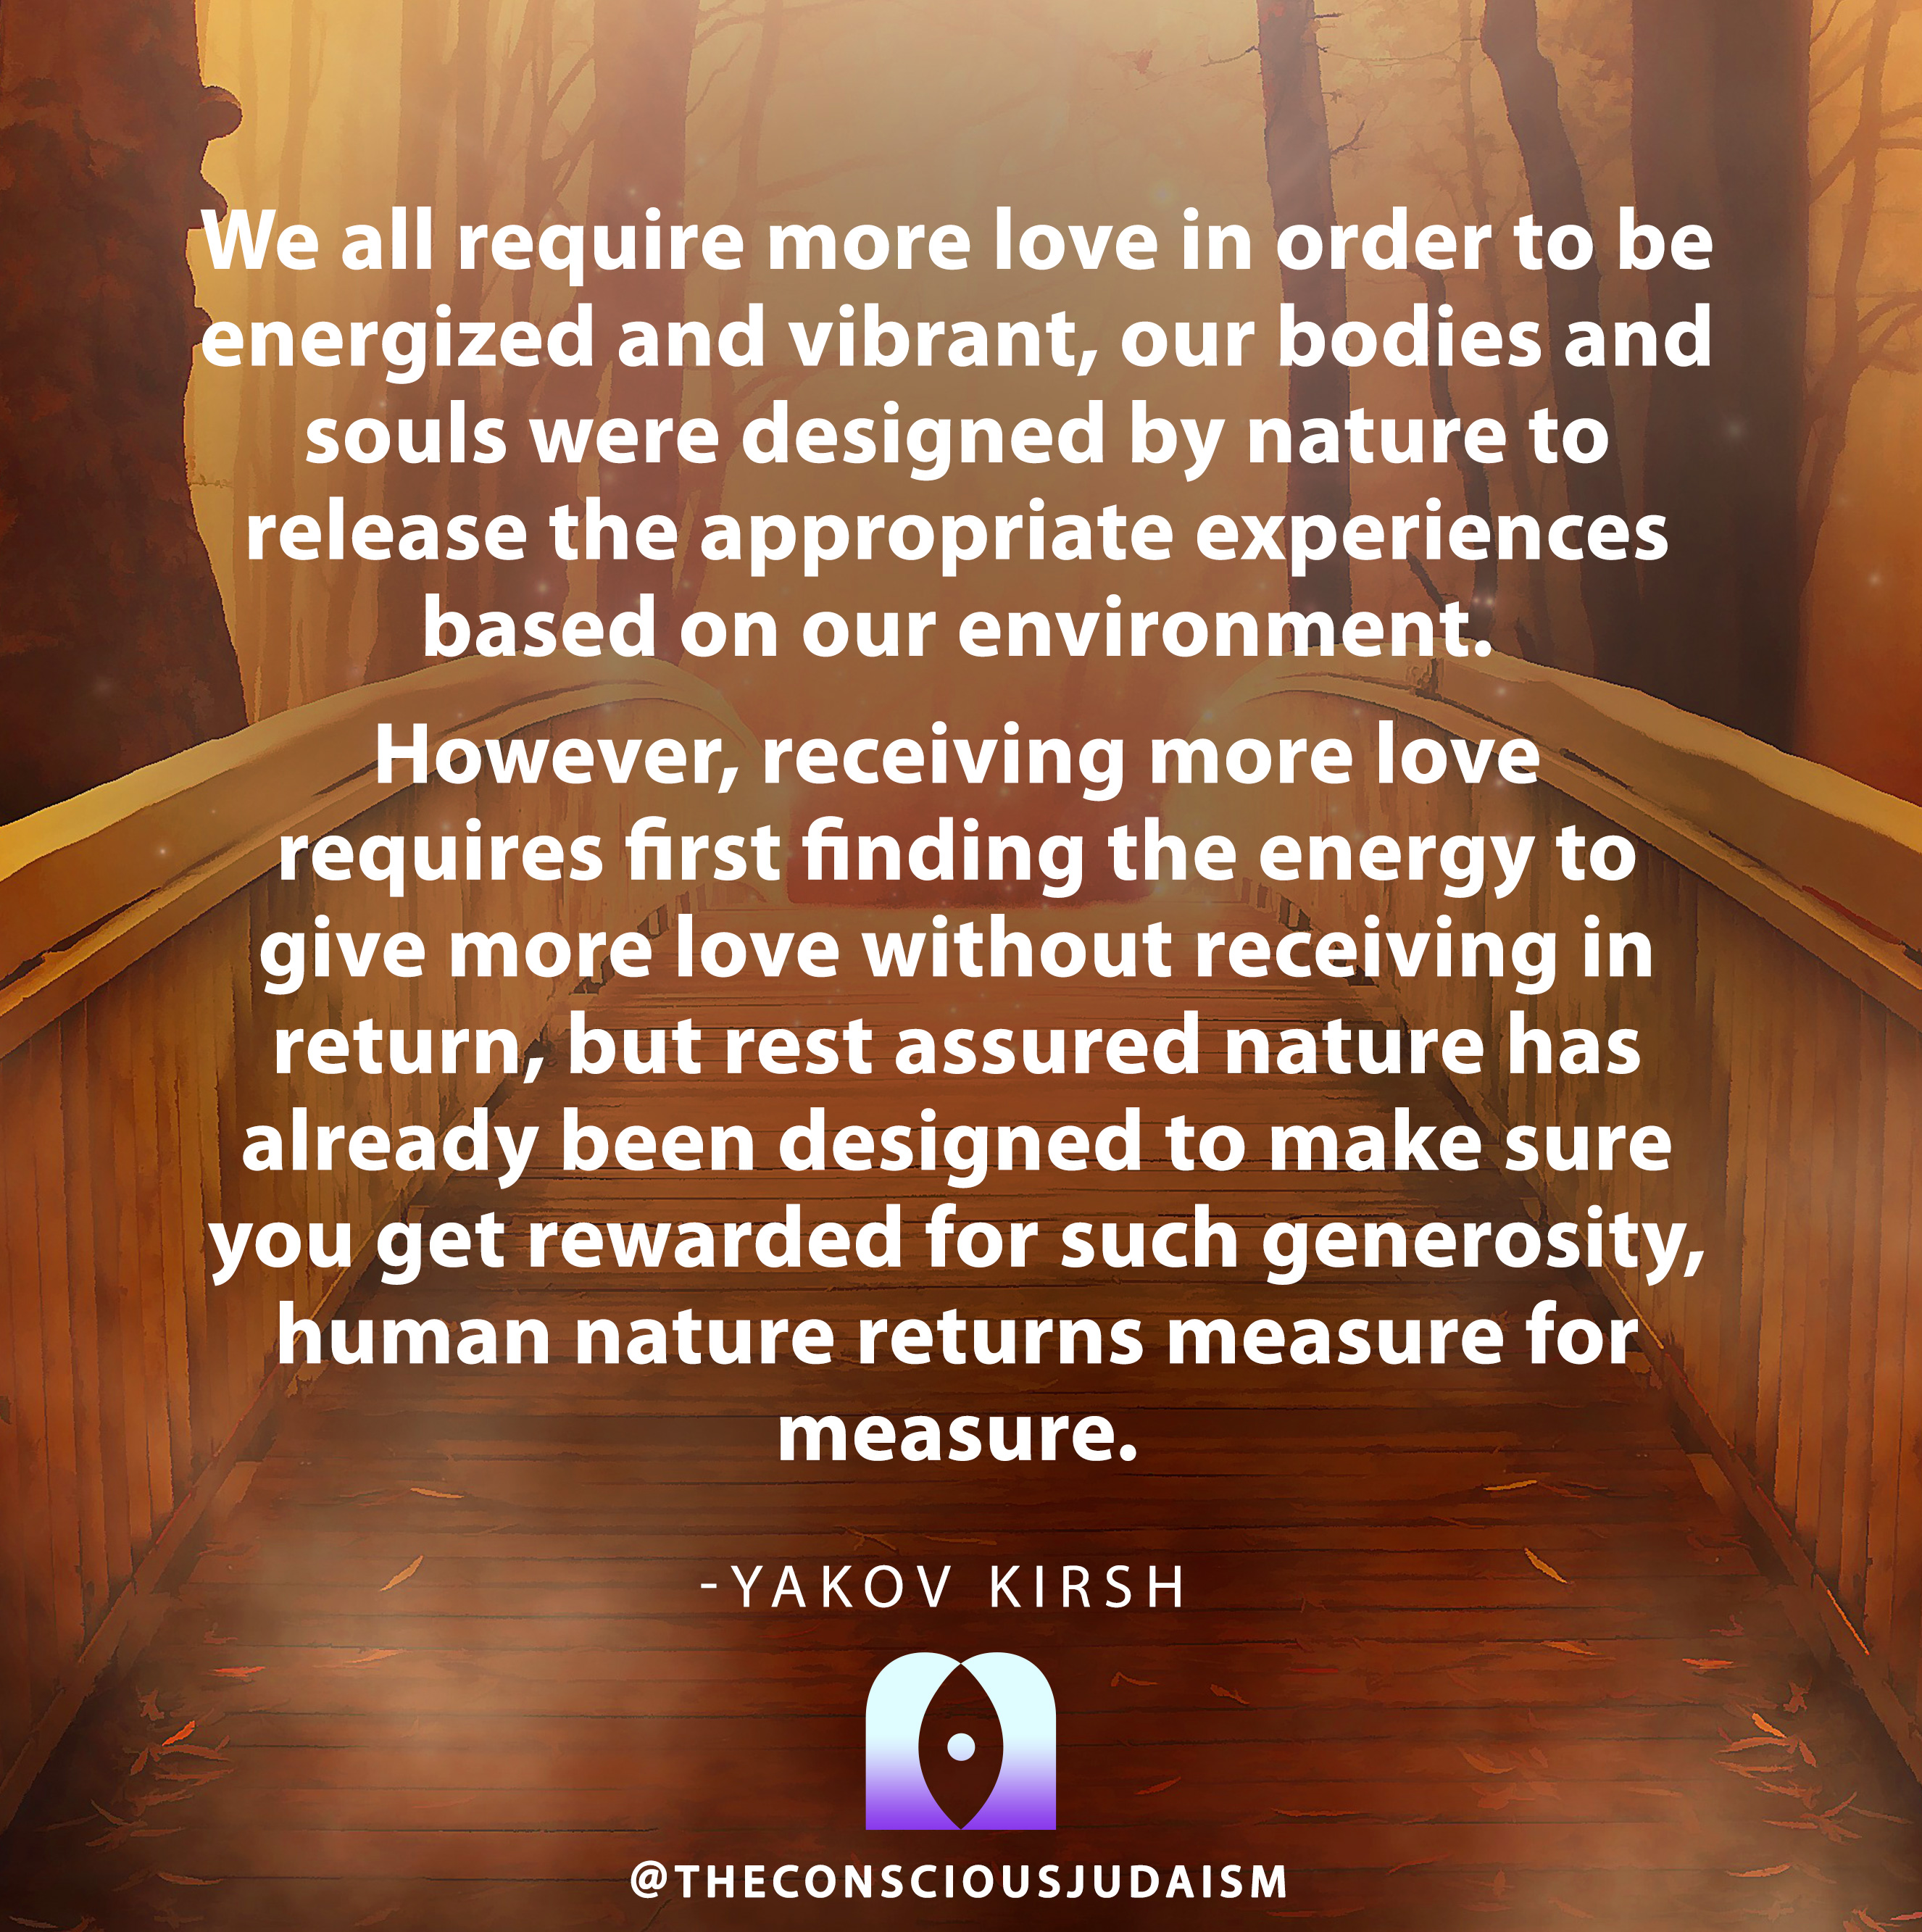 We all require more love in order to be
energized and vibrant, our bodies and
souls were designed by nature to
release the appropriate experiences
based on our environment.
However, receiving more love
requires first finding the energy to
give more love without receiving in
return, but rest assured nature has
already been designed to make sure
you get rewarded for such generosity,
human nature returns measure for
measure.
-YAKOV KIRSH
@THECONSCIOUSJUDAISM